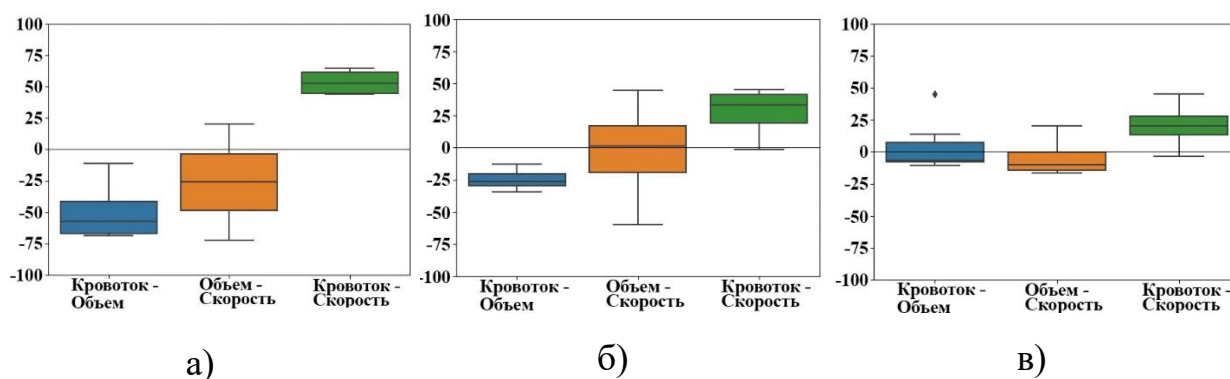 100
75
50
25
0
-25
-50
-75
-100
Кровоток -
Объем
Объем -
Скорость
Кровоток -
Скорость
а)
100
75
50
25
0
-25
-50
-75
-100
Кровоток -
Объем
Объем -
Скорость
Кровоток -
Скорость
б)
100
75
50
25
0
-25
-50
-75
-100
Кровоток -
Объем
Объем -
Скорость
Кровоток -
Скорость
в)